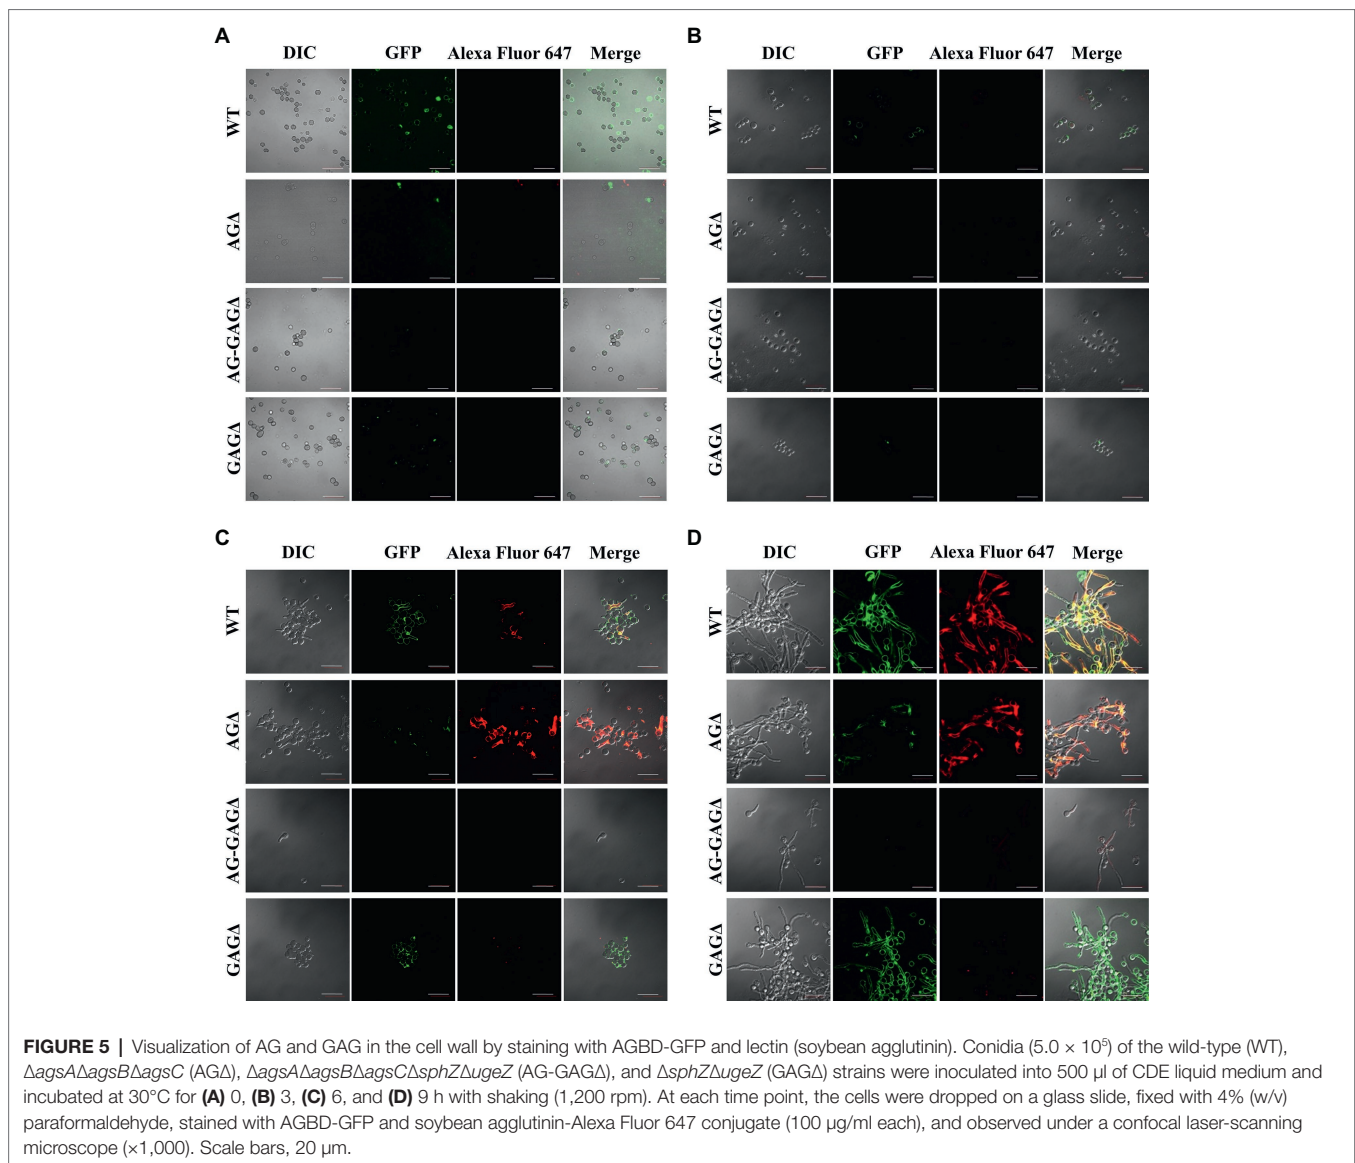 A
DIC GFP Alexa Fluor 647 Merge
WT
AGΔ
AG-GAGΔ
GAGΔ
B
DIC GFP Alexa Fluor 647 Merge
WT
AGΔ
AG-GAGΔ
GAGΔ
C
DIC GFP Alexa Fluor 647 Merge
WT
AGΔ
AG-GAGΔ
GAGΔ
D
DIC GFP Alexa Fluor 647 Merge
WT
AGΔ
AG-GAGΔ
GAGΔ
FIGURE 5 | Visualization of AG and GAG in the cell wall by staining with AGBD-GFP and lectin (soybean agglutinin). Conidia (5.0 × 10⁵) of the wild-type (WT),
ΔagsAΔagsBΔagsC (AGΔ), ΔagsAΔagsBΔagsCΔsphZΔugeZ (AG-GAGΔ), and ΔsphZΔugeZ (GAGΔ) strains were inoculated into 500 μl of CDE liquid medium and
incubated at 30°C for (A) 0, (B) 3, (C) 6, and (D) 9 h with shaking (1,200 rpm). At each time point, the cells were dropped on a glass slide, fixed with 4% (w/v)
paraformaldehyde, stained with AGBD-GFP and soybean agglutinin-Alexa Fluor 647 conjugate (100 μg/ml each), and observed under a confocal laser-scanning
microscope (×1,000). Scale bars, 20 μm.